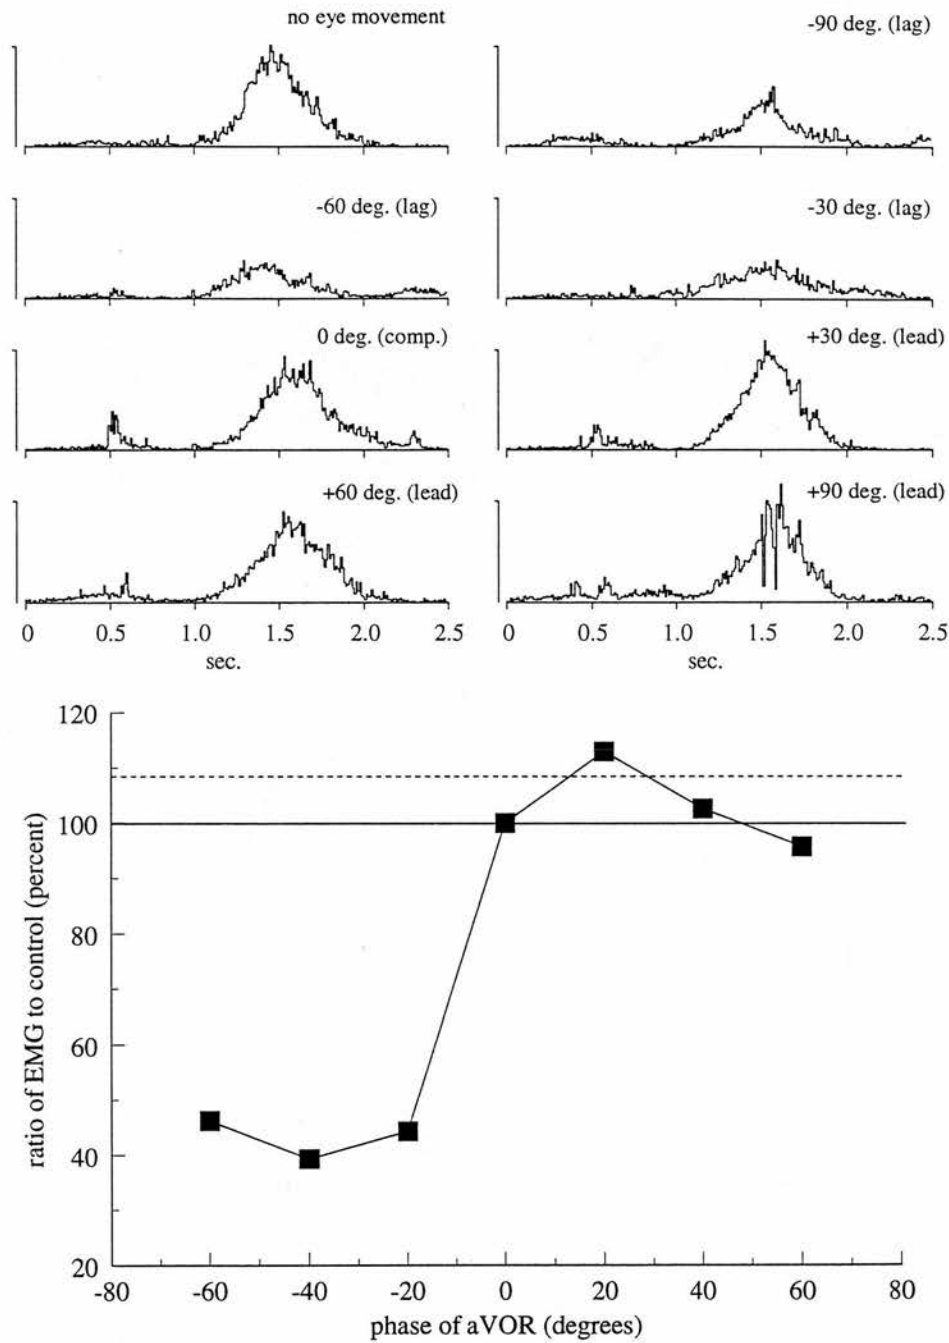 no eye movement
-90 deg. (lag)
-60 deg. (lag)
-30 deg. (lag)
0 deg. (comp.)
+30 deg. (lead)
+60 deg. (lead)
+90 deg. (lead)
0 0.5 1.0 1.5 2.0 2.5
sec.
0 0.5 1.0 1.5 2.0 2.5
sec.
ratio of EMG to control (percent)
120
100
80
60
40
20
-80 -60 -40 -20 0 20 40 60 80
phase of aVOR (degrees)